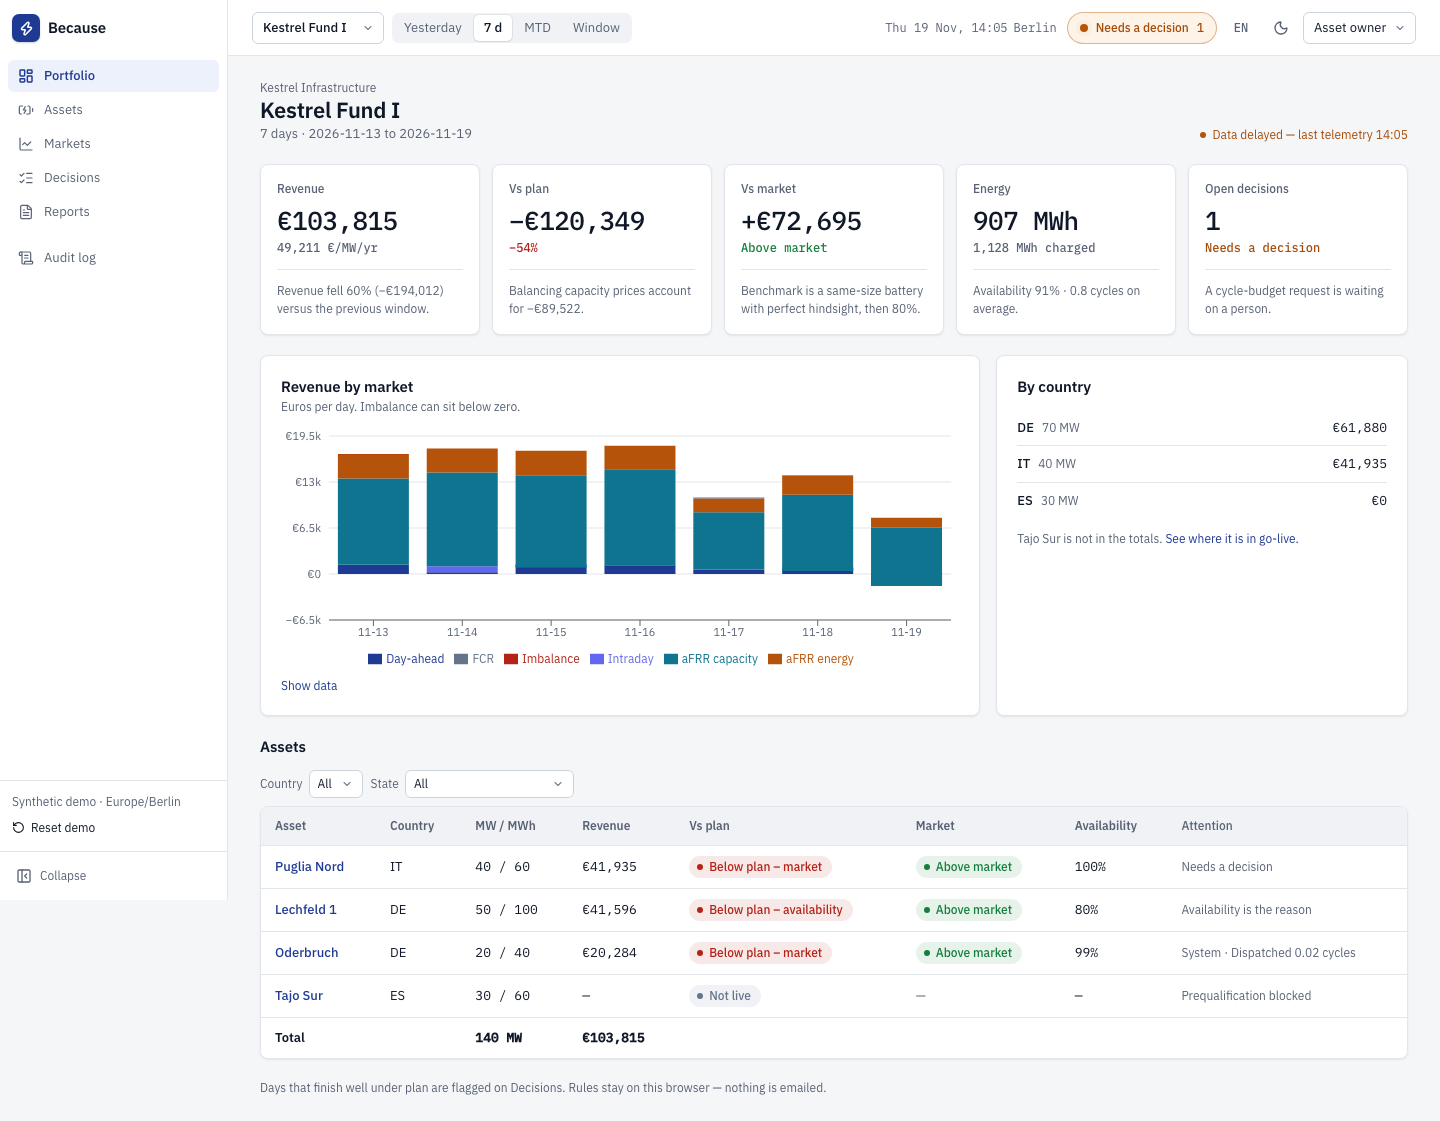 Because
Kestrel Fund I
Yesterday 7 d MTD Window
Thu 19 Nov, 14:05 Berlin
Needs a decision 1
EN
Asset owner
Portfolio
Assets
Markets
Decisions
Reports
Audit log
Synthetic demo · Europe/Berlin
Reset demo
Collapse
Kestrel Infrastructure
Kestrel Fund I
7 days · 2026-11-13 to 2026-11-19
Data delayed — last telemetry 14:05
Revenue
€103,815
49,211 €/MW/yr
Revenue fell 60% (−€194,012)
versus the previous window.
Vs plan
−€120,349
−54%
Balancing capacity prices account
for −€89,522.
Vs market
+€72,695
Above market
Benchmark is a same-size battery
with perfect hindsight, then 80%.
Energy
907 MWh
1,128 MWh charged
Availability 91% · 0.8 cycles on
average.
Open decisions
1
Needs a decision
A cycle-budget request is waiting
on a person.
Revenue by market
Euros per day. Imbalance can sit below zero.
€19.5k
€13k
€6.5k
€0
−€6.5k
11-13 11-14 11-15 11-16 11-17 11-18 11-19
Day-ahead FCR Imbalance Intraday aFRR capacity aFRR energy
Show data
By country
DE 70 MW €61,880
IT 40 MW €41,935
ES 30 MW €0
Tajo Sur is not in the totals. See where it is in go-live.
Assets
Country All State All
Asset Country MW / MWh Revenue Vs plan Market Availability Attention
Puglia Nord IT 40 / 60 €41,935 Below plan – market Above market 100% Needs a decision
Lechfeld 1 DE 50 / 100 €41,596 Below plan – availability Above market 80% Availability is the reason
Oderbruch DE 20 / 40 €20,284 Below plan – market Above market 99% System · Dispatched 0.02 cycles
Tajo Sur ES 30 / 60 — Not live — — Prequalification blocked
Total 140 MW €103,815
Days that finish well under plan are flagged on Decisions. Rules stay on this browser — nothing is emailed.